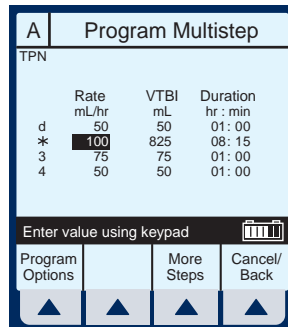 A Program Multistep
TPN
Rate VTBI Duration
mL/hr mL hr : min
d 50 50 01: 00
* 100 825 08: 15
3 75 75 01: 00
4 50 50 01: 00
Enter value using keypad
Program More Cancel/
Options Steps Back